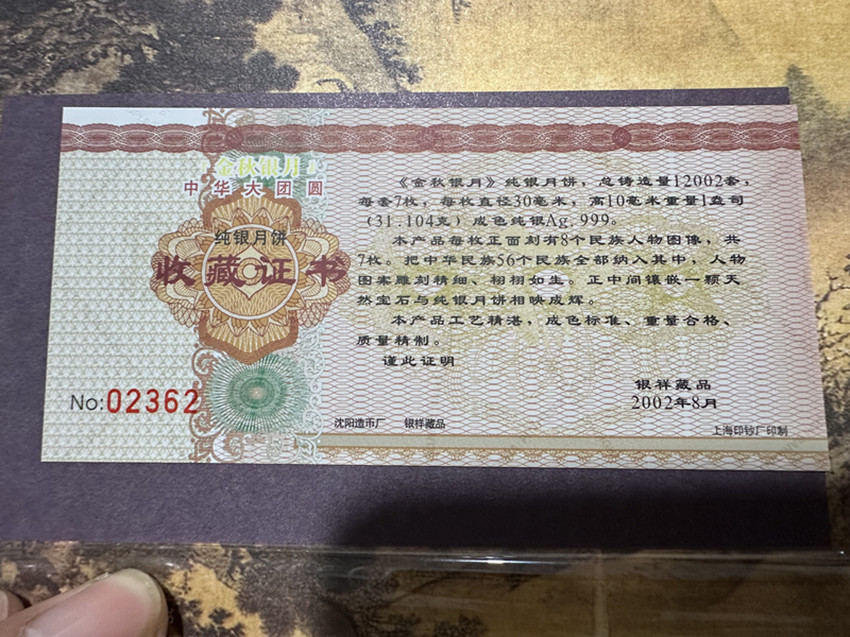 金秋银月
中华大团圆
纯银月饼
收藏证书
No:02362
《金秋银月》纯银月饼，总铸造量12002套，
每套7枚，每枚直径30毫米，高10毫米重量1盎司
（31.104克）成色纯银Ag.999。
本产品每枚正面刻有8个民族人物图像，共
7枚。把中华民族56个民族全部纳入其中，人物
图案雕刻精细、栩栩如生。正中间镶嵌一颗天
然宝石与纯银月饼相映成辉。
本产品工艺精湛，成色标准、重量合格、
质量精制。
谨此证明
银祥藏品
2002年8月
沈阳造币厂 银祥藏品
上海印钞厂印制